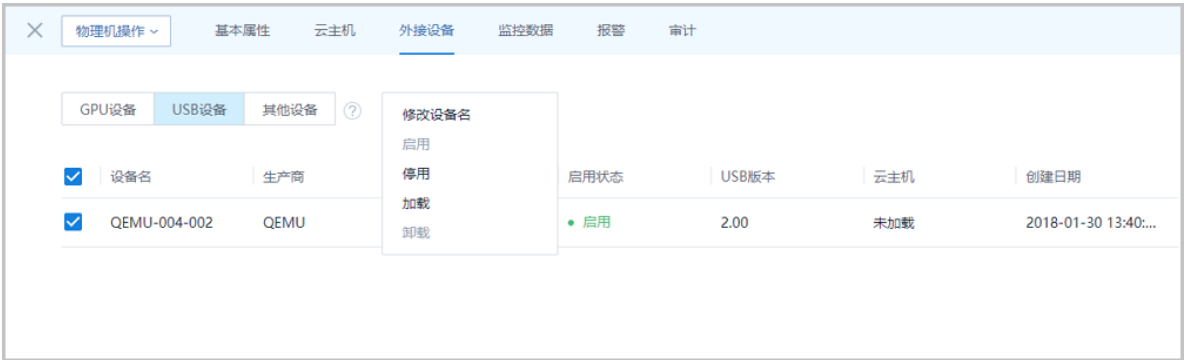 物理机操作 基本属性 云主机 外接设备 监控数据 报警 审计
GPU设备 USB设备 其他设备 ?
修改设备名
启用
停用
加载
卸载
设备名 生产商 启用状态 USB版本 云主机 创建日期
QEMU-004-002 QEMU 启用 2.00 未加载 2018-01-30 13:40:...